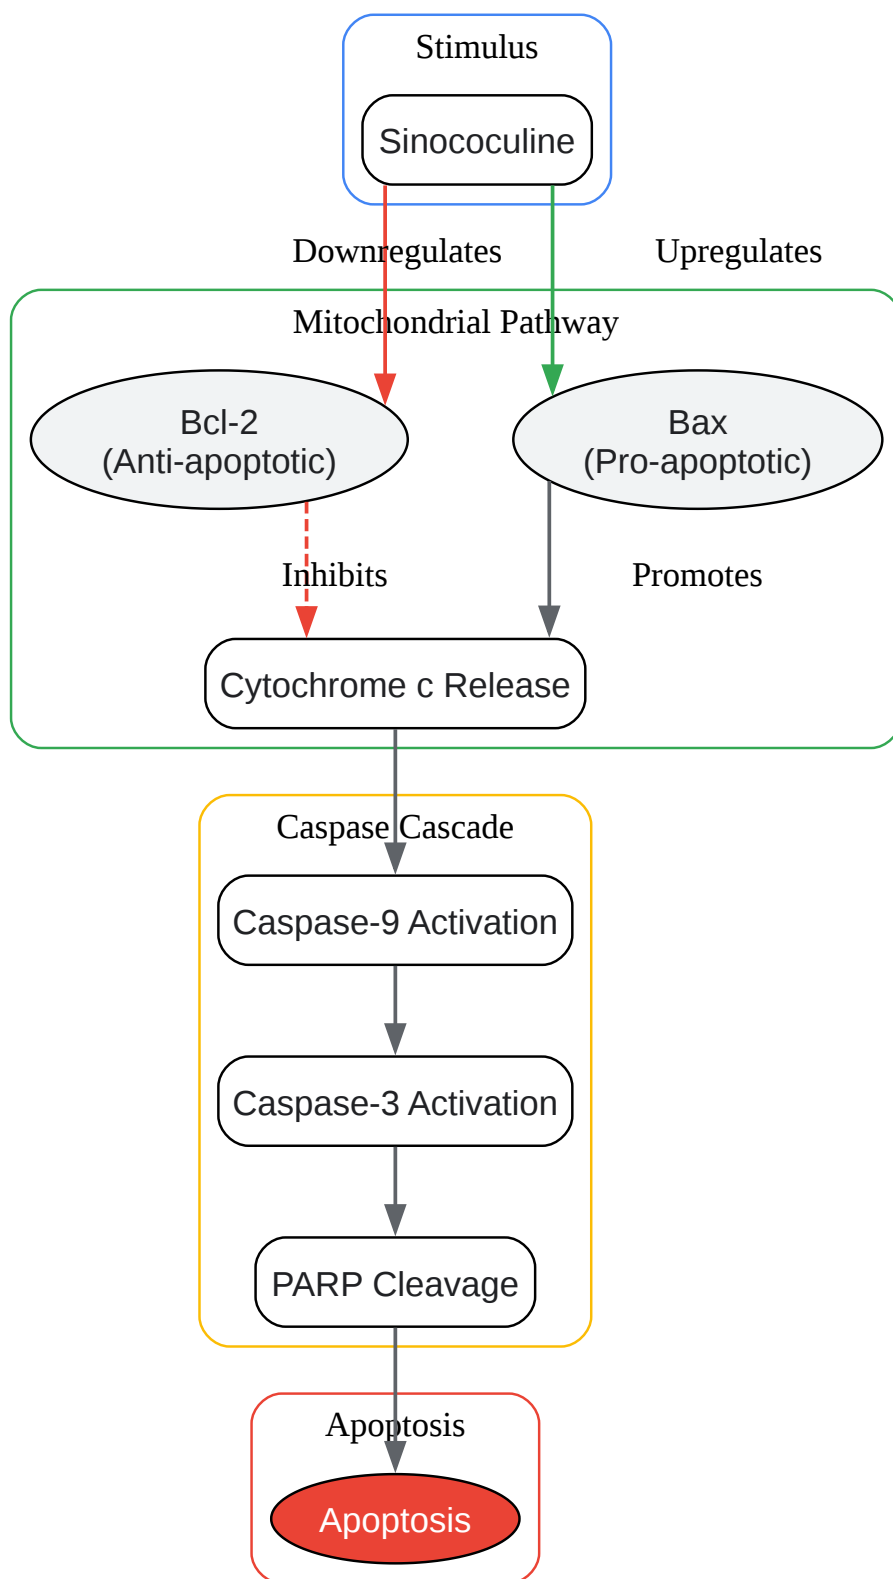 Stimulus
Sinococuline
Downregulates
Upregulates
Mitochondrial Pathway
Bcl-2
(Anti-apoptotic)
Bax
(Pro-apoptotic)
Inhibits
Promotes
Cytochrome c Release
Caspase Cascade
Caspase-9 Activation
Caspase-3 Activation
PARP Cleavage
Apoptosis
Apoptosis